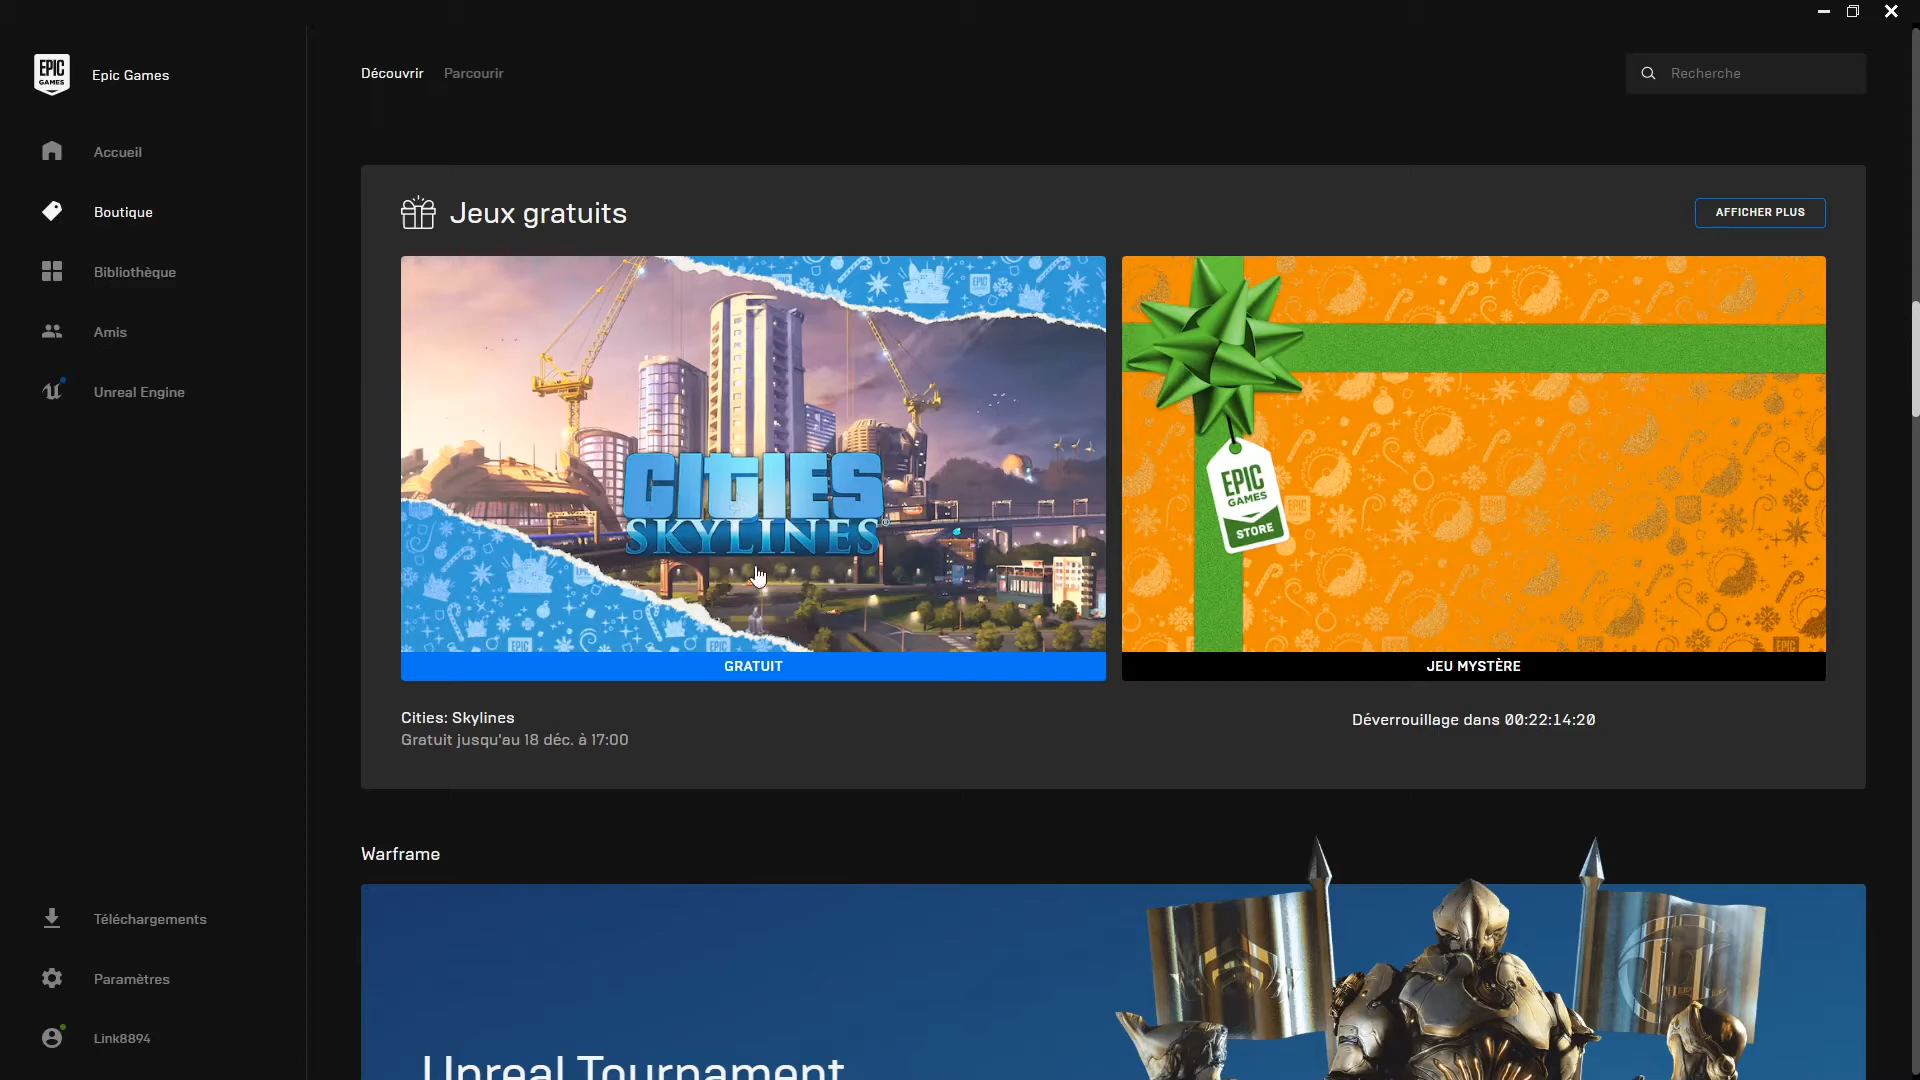 EPIC
GAMES
Epic Games
Découvrir
Parcourir
Recherche
Accueil
Boutique
Bibliothèque
Amis
Unreal Engine
Téléchargements
Paramètres
Link8894
Jeux gratuits
AFFICHER PLUS
CITIES
SKYLINES®
GRATUIT
Cities: Skylines
Gratuit jusqu'au 18 déc. à 17:00
EPIC
GAMES
STORE
JEU MYSTÈRE
Déverrouillage dans 00:22:14:20
Warframe
Unreal Tournament